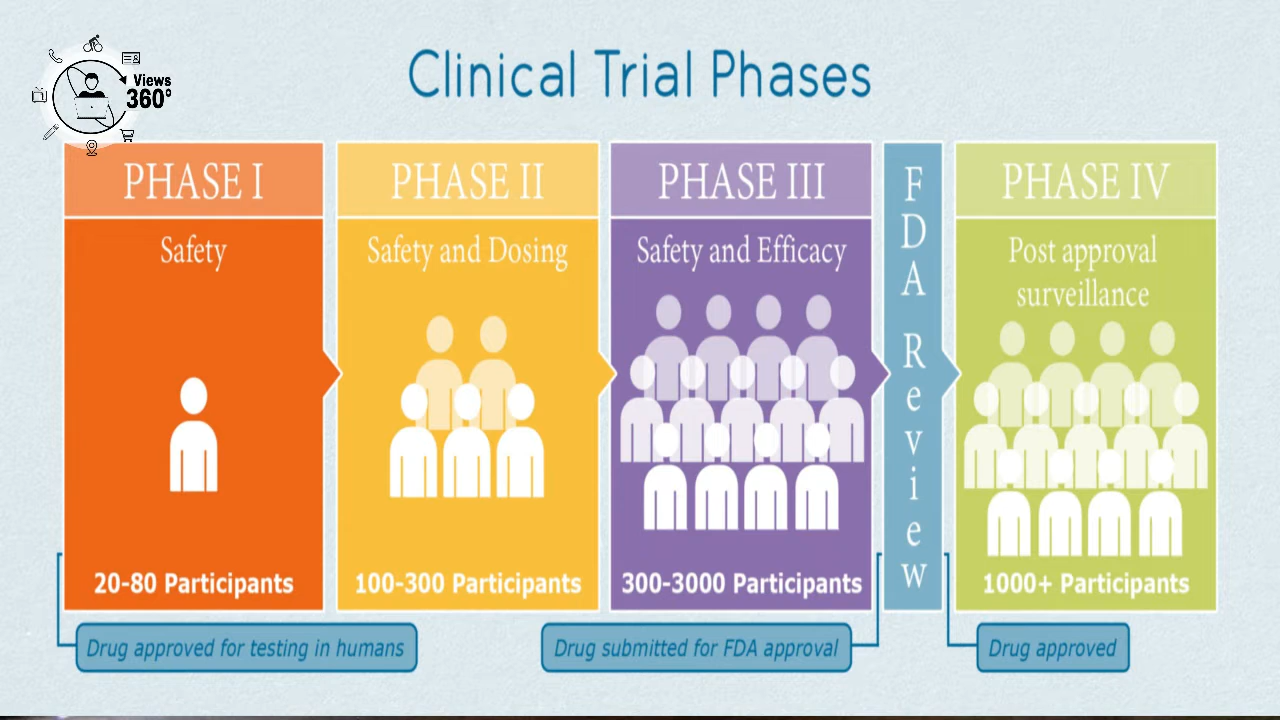 Clinical Trial Phases
Views
360°
PHASE I
Safety
20-80 Participants
PHASE II
Safety and Dosing
100-300 Participants
PHASE III
Safety and Efficacy
300-3000 Participants
FDA Review
PHASE IV
Post approval
surveillance
1000+ Participants
Drug approved for testing in humans
Drug submitted for FDA approval
Drug approved